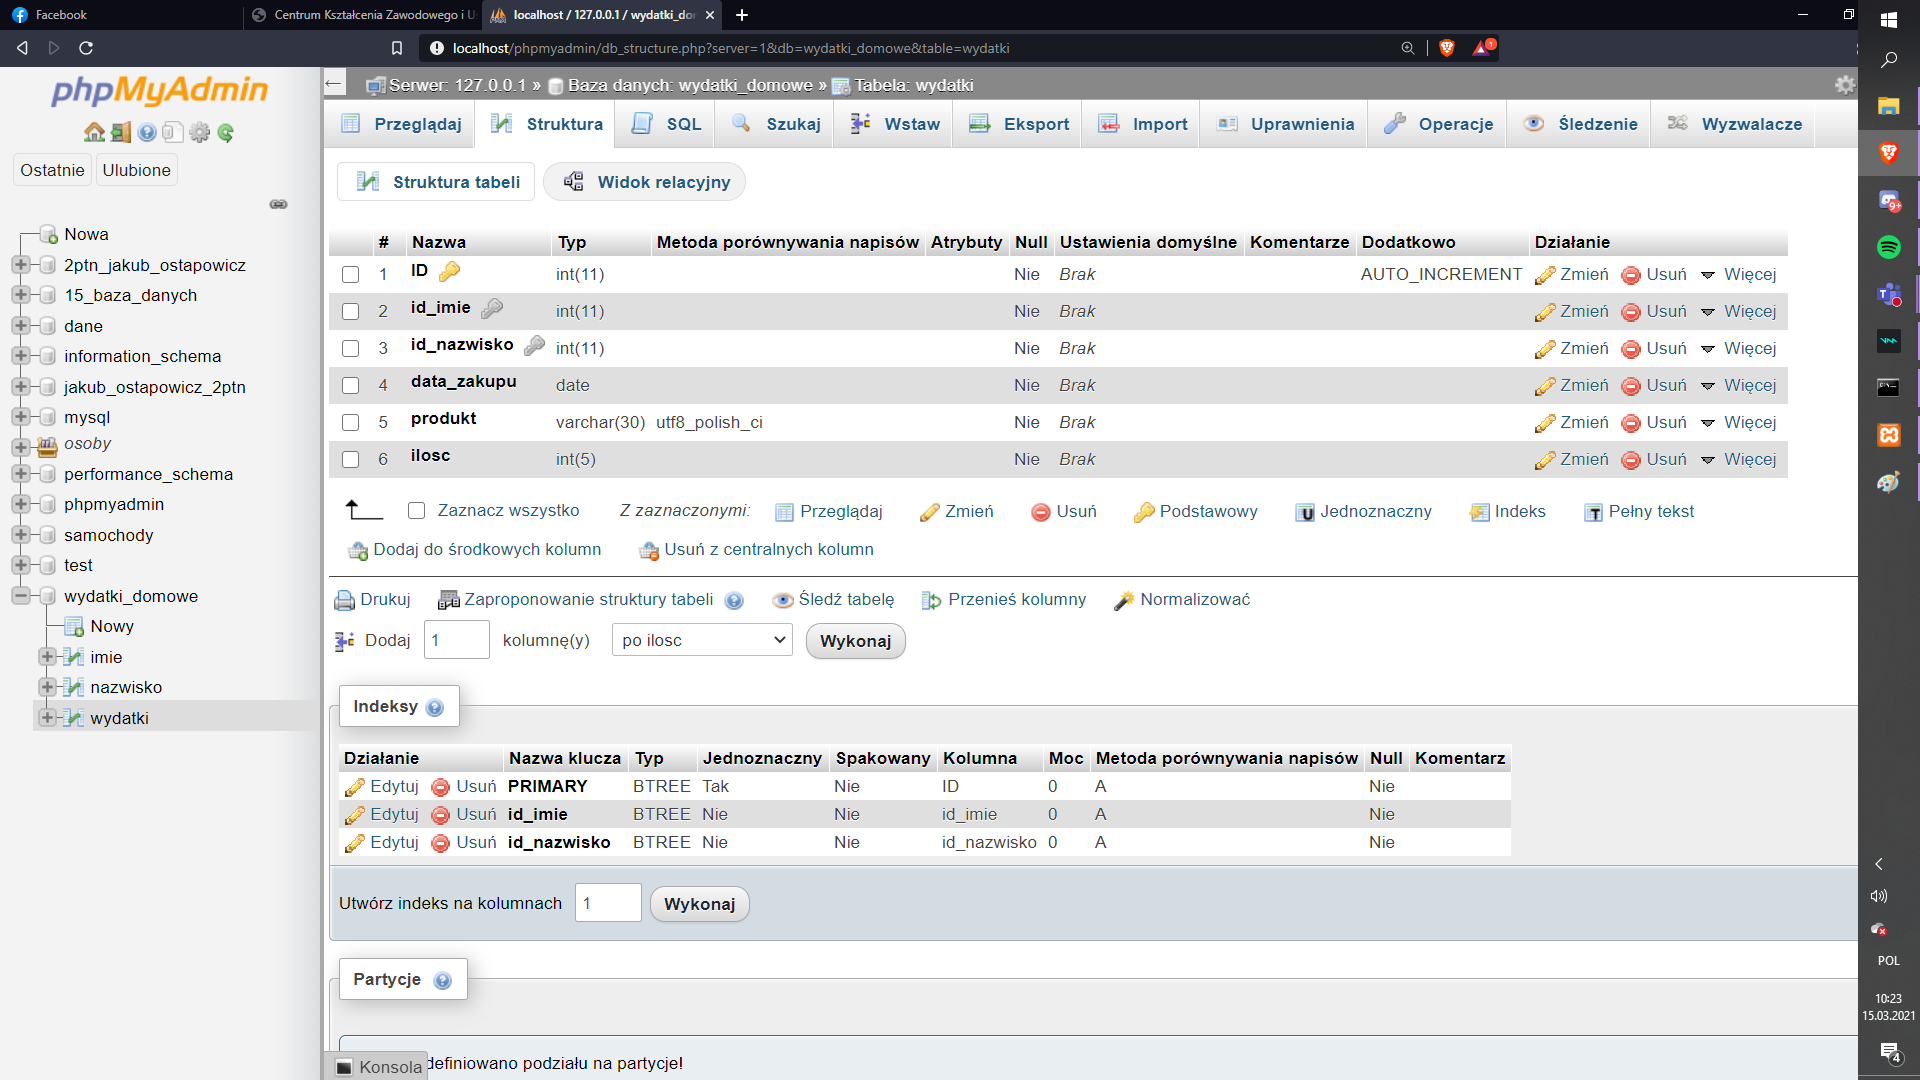 Facebook
Centrum Kształcenia Zawodowego i U
localhost / 127.0.0.1 / wydatki_do
localhost/phpmyadmin/db_structure.php?server=1&db=wydatki_domowe&table=wydatki
1
phpMyAdmin
Ostatnie
Ulubione
Nowa
2ptn_jakub_ostapowicz
15_baza_danych
dane
information_schema
jakub_ostapowicz_2ptn
mysql
osoby
performance_schema
phpmyadmin
samochody
test
wydatki_domowe
Nowy
imie
nazwisko
wydatki
Serwer: 127.0.0.1 » Baza danych: wydatki_domowe » Tabela: wydatki
Przeglądaj Struktura SQL Szukaj Wstaw Eksport Import Uprawnienia Operacje Śledzenie Wyzwalacze
Struktura tabeli Widok relacyjny
# Nazwa Typ Metoda porównywania napisów Atrybuty Null Ustawienia domyślne Komentarze Dodatkowo Działanie
1 ID int(11) Nie Brak AUTO_INCREMENT Zmień Usuń Więcej
2 id_imie int(11) Nie Brak Zmień Usuń Więcej
3 id_nazwisko int(11) Nie Brak Zmień Usuń Więcej
4 data_zakupu date Nie Brak Zmień Usuń Więcej
5 produkt varchar(30) utf8_polish_ci Nie Brak Zmień Usuń Więcej
6 ilosc int(5) Nie Brak Zmień Usuń Więcej
Zaznacz wszystko Z zaznaczonymi: Przeglądaj Zmień Usuń Podstawowy Jednoznaczny Indeks Pełny tekst
Dodaj do środkowych kolumn Usuń z centralnych kolumn
Drukuj Zaproponowanie struktury tabeli Śledź tabelę Przenieś kolumny Normalizować
Dodaj 1 kolumnę(y) po ilosc Wykonaj
Indeksy
Działanie Nazwa klucza Typ Jednoznaczny Spakowany Kolumna Moc Metoda porównywania napisów Null Komentarz
Edytuj Usuń PRIMARY BTREE Tak Nie ID 0 A Nie
Edytuj Usuń id_imie BTREE Nie Nie id_imie 0 A Nie
Edytuj Usuń id_nazwisko BTREE Nie Nie id_nazwisko 0 A Nie
Utwórz indeks na kolumnach 1 Wykonaj
Partycje
definiowano podziału na partycje!
Konsola
9+
POL
10:23
15.03.2021
4